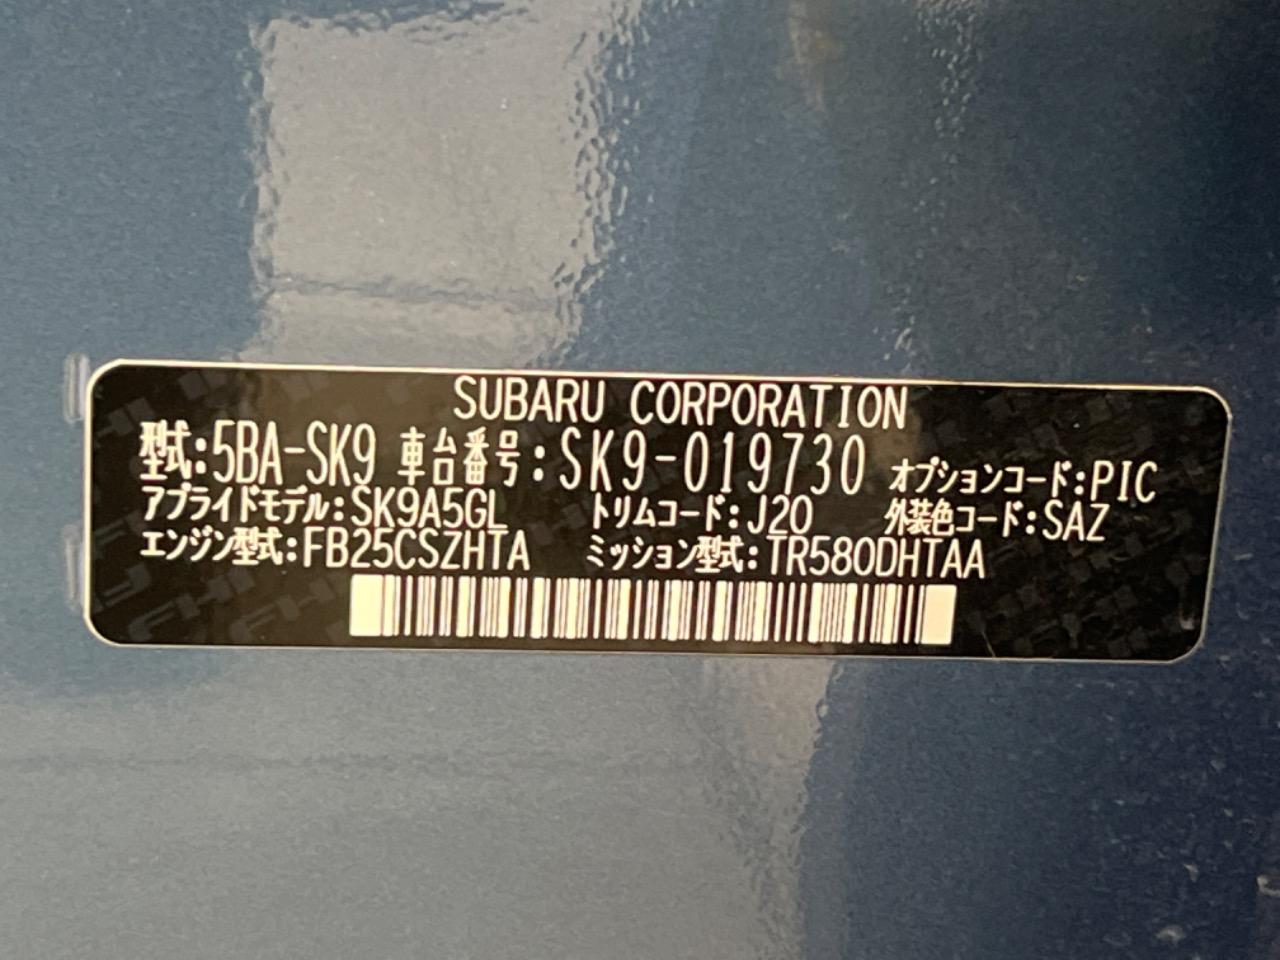 SUBARU CORPORATION
型式:5BA-SK9 車台番号:SK9-019730 オプションコード:PIC
アプライドモデル:SK9A5GL トリムコード:J20 外装色コード:SAZ
エンジン型式:FB25CSZHTA ミッション型式:TR580DHTAA